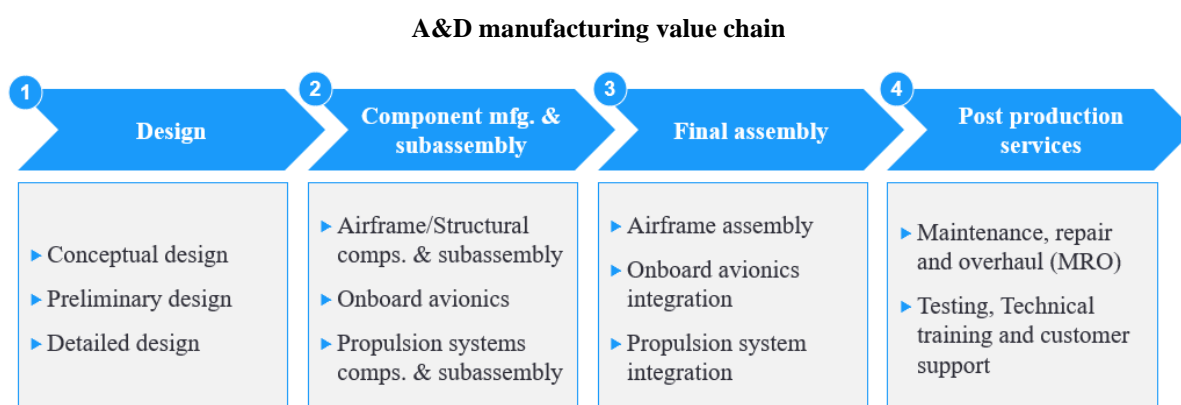 A&D manufacturing value chain
1
Design
Conceptual design
Preliminary design
Detailed design
2
Component mfg. &
subassembly
Airframe/Structural
comps. & subassembly
Onboard avionics
Propulsion systems
comps. & subassembly
3
Final assembly
Airframe assembly
Onboard avionics
integration
Propulsion system
integration
4
Post production
services
Maintenance, repair
and overhaul (MRO)
Testing, Technical
training and customer
support